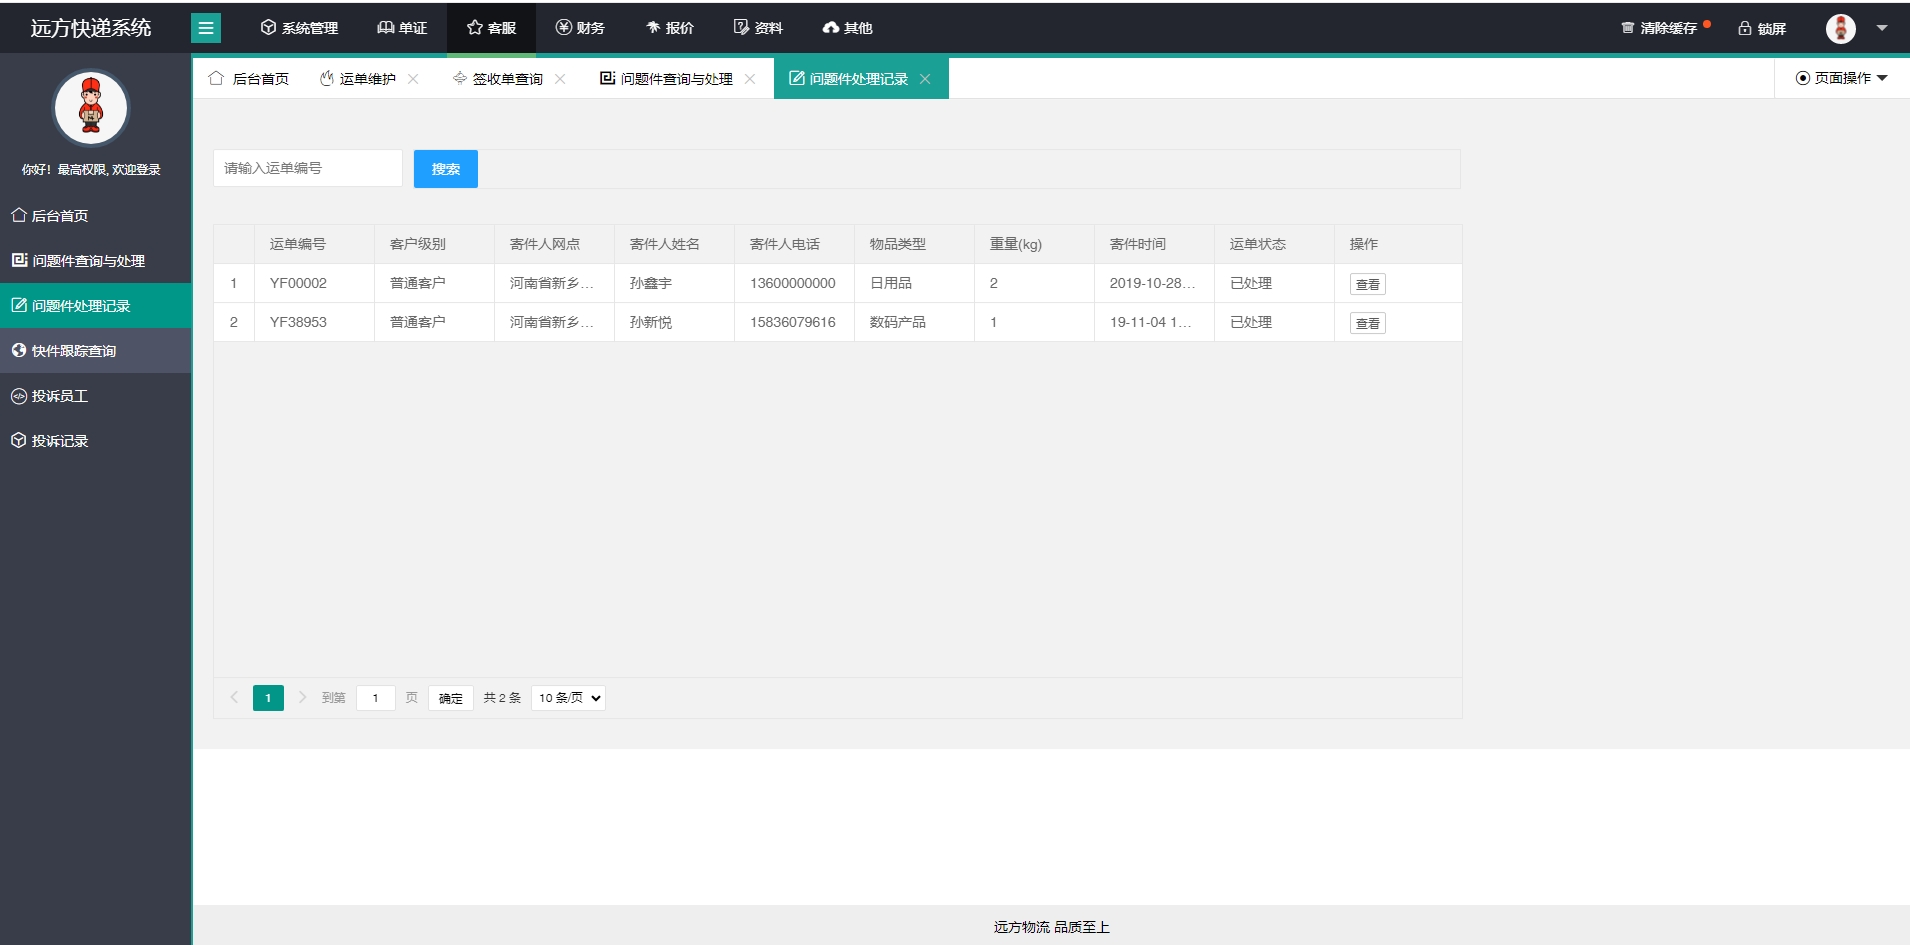 远方快递系统 系统管理 单证 客服 财务 报价 资料 其他 清除缓存 锁屏
后台首页 运单维护 签收单查询 问题件查询与处理 问题件处理记录 页面操作
你好！最高权限, 欢迎登录
后台首页
问题件查询与处理
问题件处理记录
快件跟踪查询
投诉员工
投诉记录
请输入运单编号 搜索
运单编号 客户级别 寄件人网点 寄件人姓名 寄件人电话 物品类型 重量(kg) 寄件时间 运单状态 操作
1 YF00002 普通客户 河南省新乡... 孙鑫宇 13600000000 日用品 2 2019-10-28... 已处理 查看
2 YF38953 普通客户 河南省新乡... 孙新悦 15836079616 数码产品 1 19-11-04 1... 已处理 查看
1 到第 1 页 确定 共 2 条 10 条/页
远方物流 品质至上